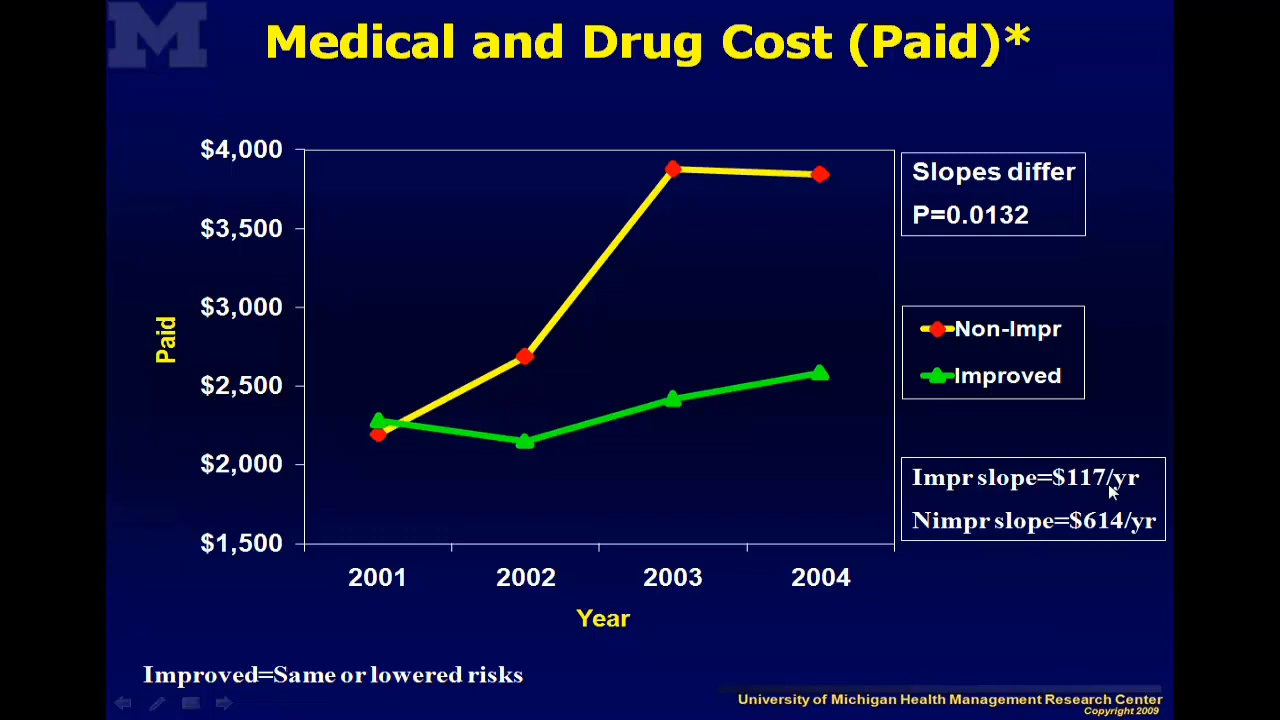 M
Medical and Drug Cost (Paid)*
$4,000
$3,500
$3,000
$2,500
$2,000
$1,500
Paid
2001 2002 2003 2004
Year
Slopes differ
P=0.0132
Non-Impr
Improved
Impr slope=$117/yr
Nimpr slope=$614/yr
Improved=Same or lowered risks
University of Michigan Health Management Research Center
Copyright 2009